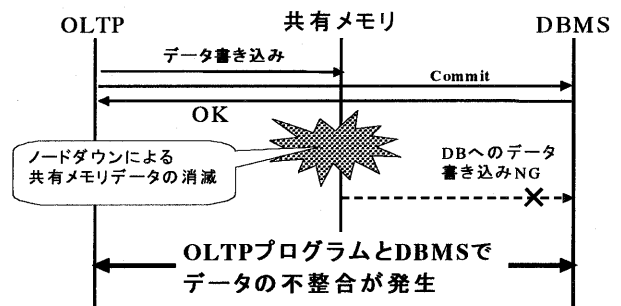 OLTP
共有メモリ
DBMS
データ書き込み
Commit
OK
ノードダウンによる
共有メモリデータの消滅
DBへのデータ
書き込みNG
OLTPプログラムとDBMSで
データの不整合が発生